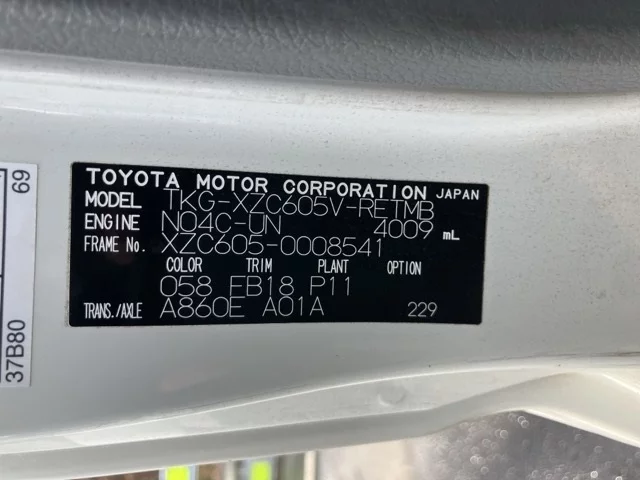 TOYOTA MOTOR CORPORATION JAPAN
MODEL TKG-XZC605V-RETMB
ENGINE N04C-UN 4009 mL
FRAME No. XZC605-0008541
COLOR TRIM PLANT OPTION
058 FB18 P11
TRANS./AXLE A860E A01A 229
69
37B80